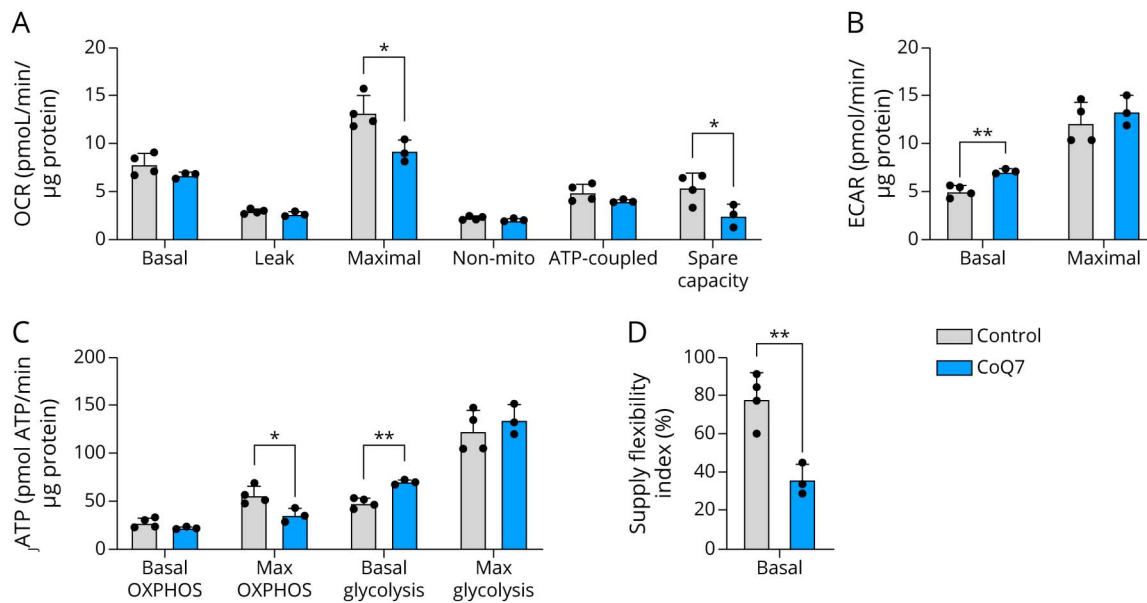 A
OCR (pmoL/min/
µg protein)
20
15
10
5
0
*
*
Basal
Leak
Maximal
Non-mito
ATP-coupled
Spare
capacity
B
ECAR (pmol/min/
µg protein)
20
15
10
5
0
**
Basal
Maximal
C
JATP (pmol ATP/min
µg protein)
200
150
100
50
0
*
**
Basal
OXPHOS
Max
OXPHOS
Basal
glycolysis
Max
glycolysis
D
Supply flexibility
index (%)
100
80
60
40
20
0
**
Basal
Control
CoQ7